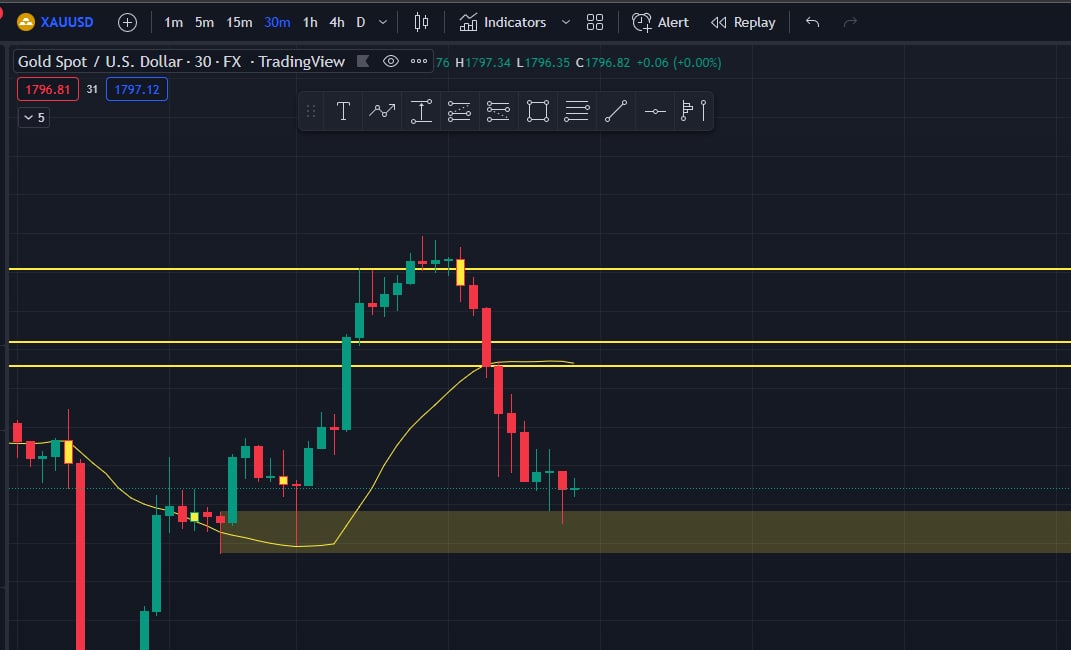 XAUUSD 1m 5m 15m 30m 1h 4h D Indicators Alert Replay
Gold Spot / U.S. Dollar · 30 · FX · TradingView 76 H1797.34 L1796.35 C1796.82 +0.06 (+0.00%)
1796.81 31 1797.12
5
T